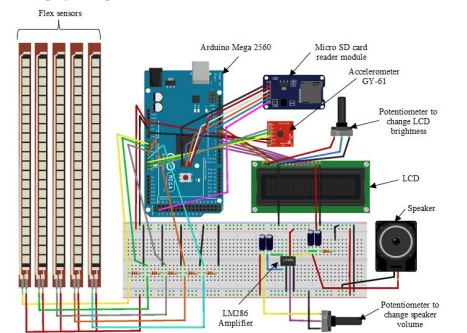 Flex sensors
Arduino Mega 2560
Micro SD card
reader module
Accelerometer
GY-61
Potentiometer to
change LCD
brightness
LCD
Speaker
LM286
Amplifier
Potentiometer to
change speaker
volume